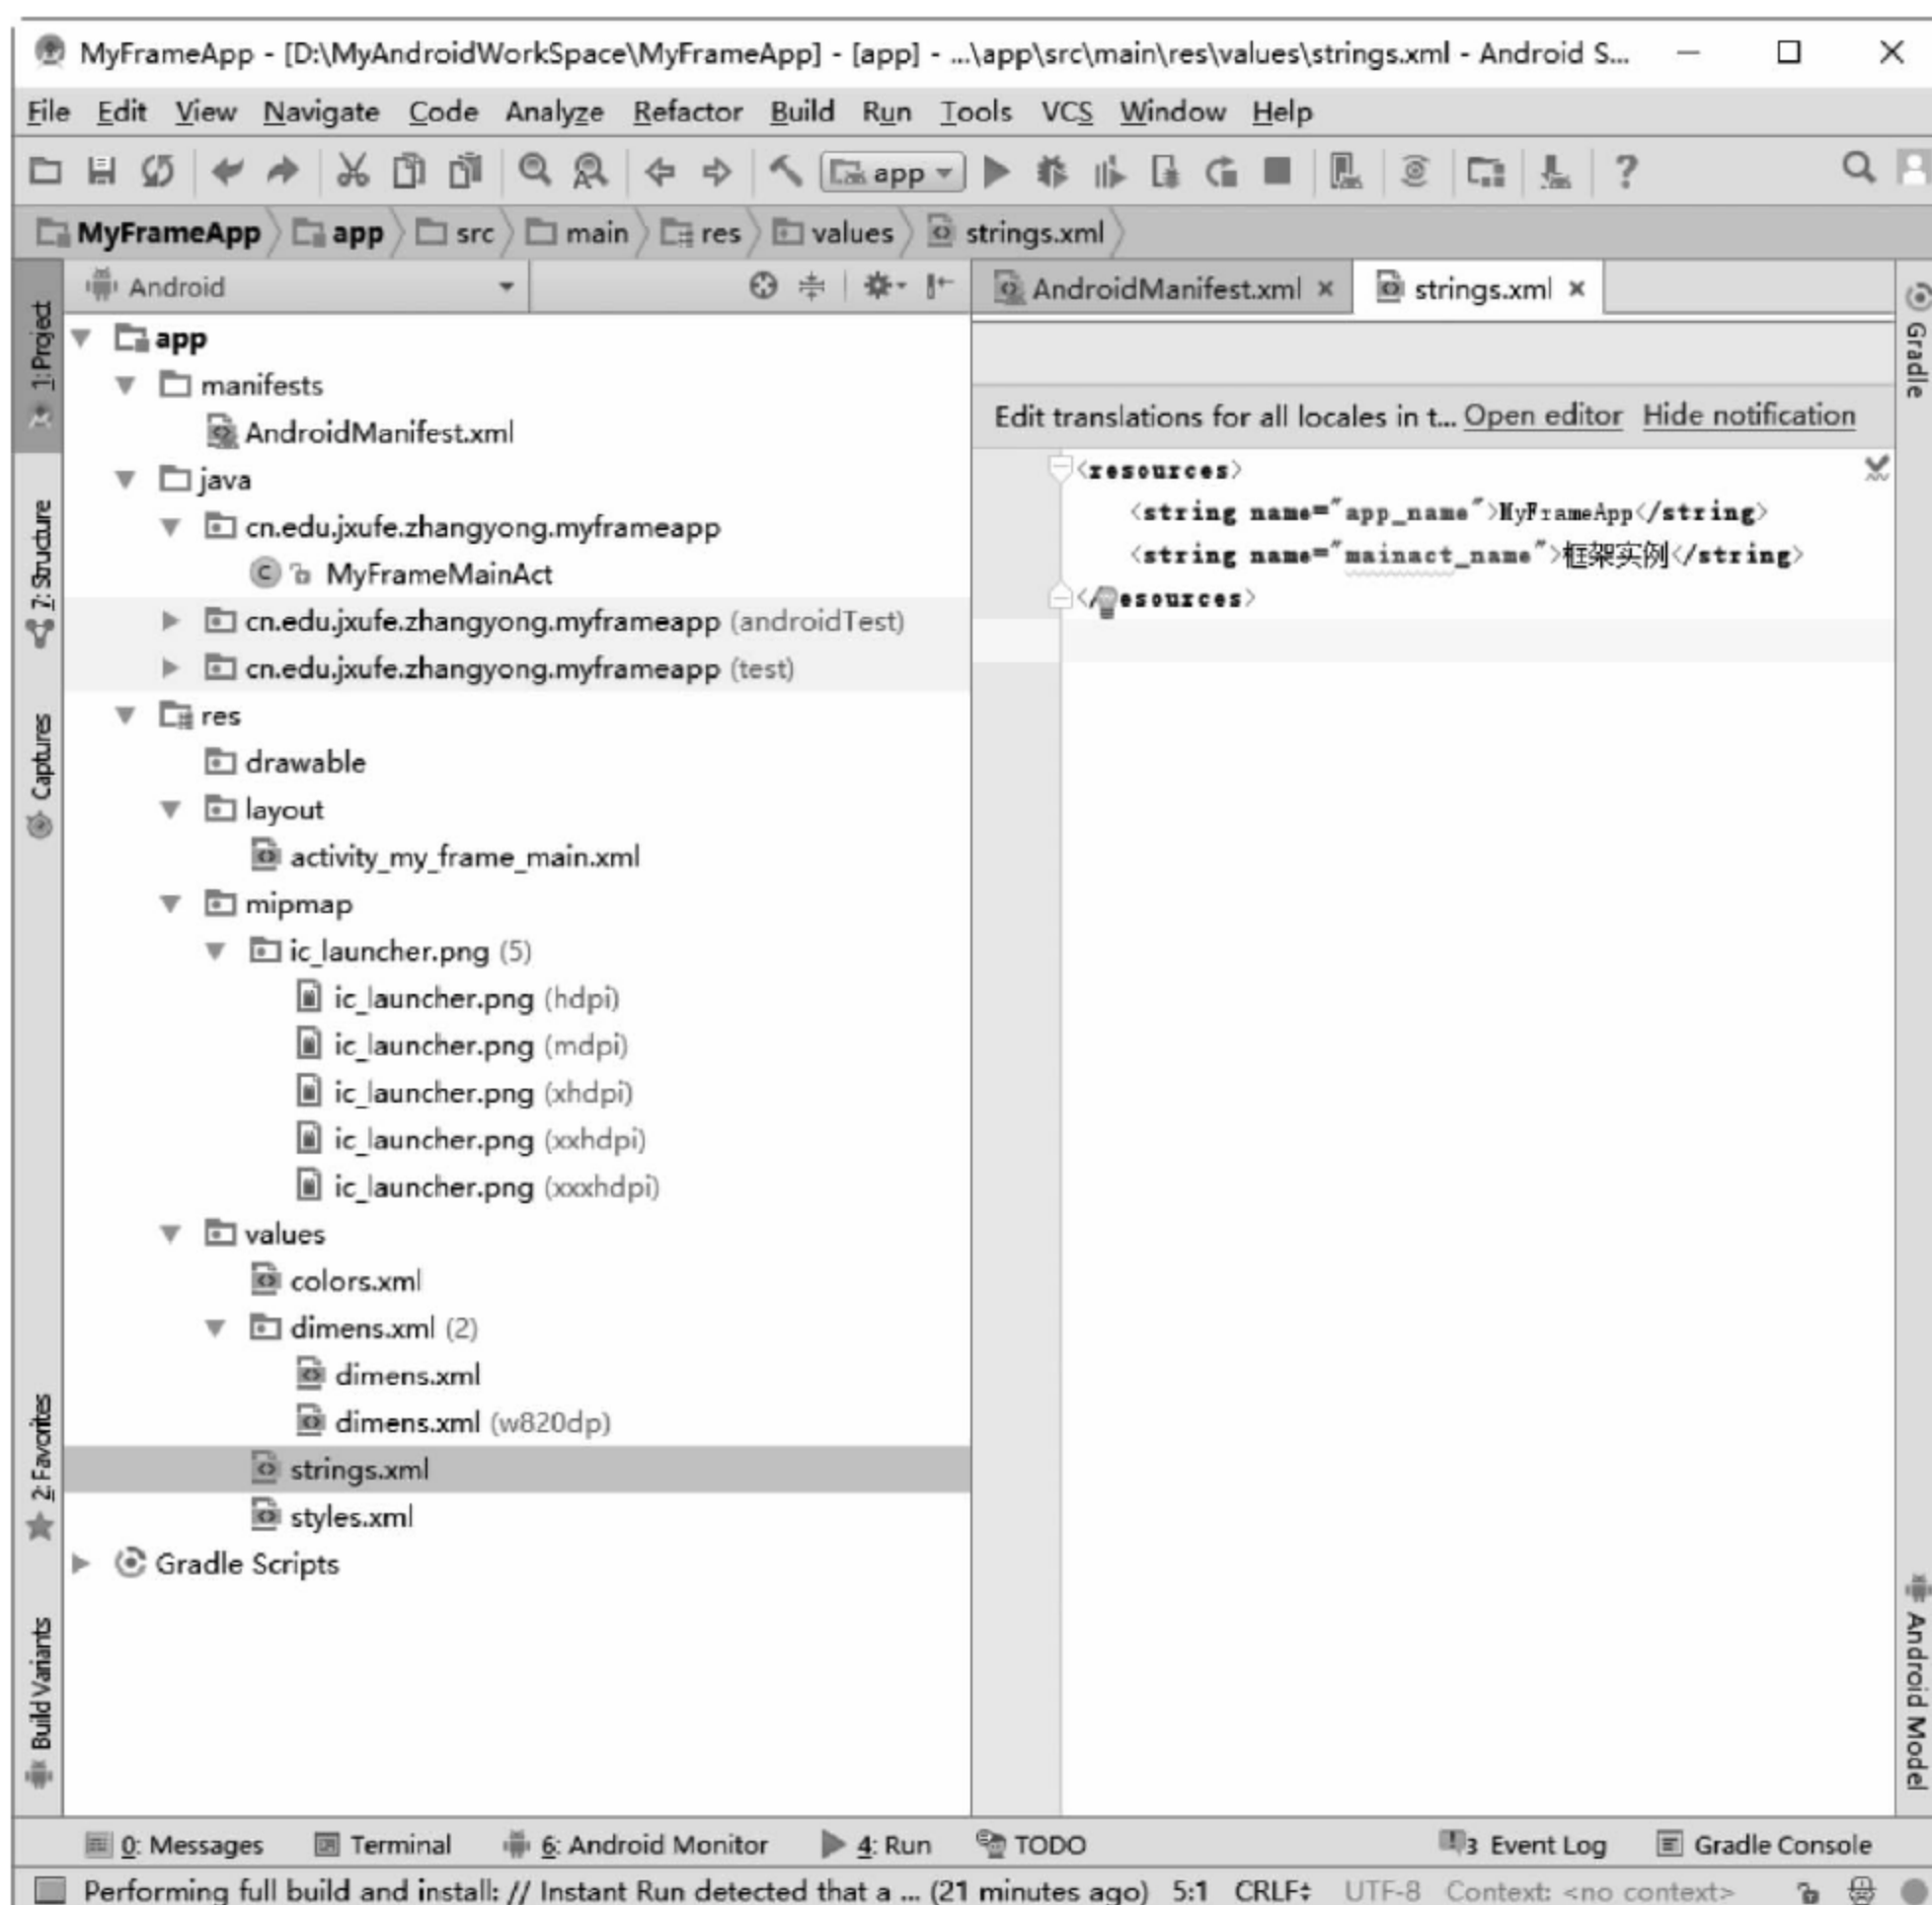 MyFrameApp - [D:\MyAndroidWorkSpace\MyFrameApp] - [app] - ...\app\src\main\res\values\strings.xml - Android S...
File Edit View Navigate Code Analyze Refactor Build Run Tools VCS Window Help
app
MyFrameApp app src main res values strings.xml
Android
AndroidManifest.xml strings.xml
1: Project
7: Structure
Captures
2: Favorites
Build Variants
app
manifests
AndroidManifest.xml
java
cn.edu.jxufe.zhangyong.myframeapp
MyFrameMainAct
cn.edu.jxufe.zhangyong.myframeapp (androidTest)
cn.edu.jxufe.zhangyong.myframeapp (test)
res
drawable
layout
activity_my_frame_main.xml
mipmap
ic_launcher.png (5)
ic_launcher.png (hdpi)
ic_launcher.png (mdpi)
ic_launcher.png (xhdpi)
ic_launcher.png (xxhdpi)
ic_launcher.png (xxxhdpi)
values
colors.xml
dimens.xml (2)
dimens.xml
dimens.xml (w820dp)
strings.xml
styles.xml
Gradle Scripts
Edit translations for all locales in t... Open editor Hide notification
<resources>
<string name="app_name">MyFrameApp</string>
<string name="mainact_name">框架实例</string>
</resources>
Gradle
Android Model
0: Messages Terminal 6: Android Monitor 4: Run TODO 3 Event Log Gradle Console
Performing full build and install: // Instant Run detected that a ... (21 minutes ago) 5:1 CRLF UTF-8 Context: <no context>